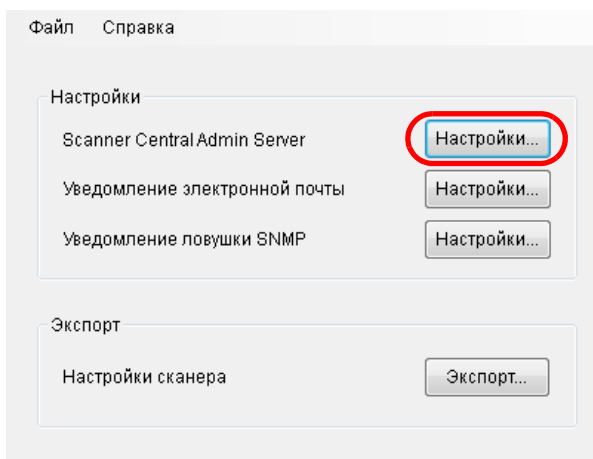 Файл Справка
Настройки
Scanner Central Admin Server Настройки...
Уведомление электронной почты Настройки...
Уведомление ловушки SNMP Настройки...
Экспорт
Настройки сканера Экспорт...